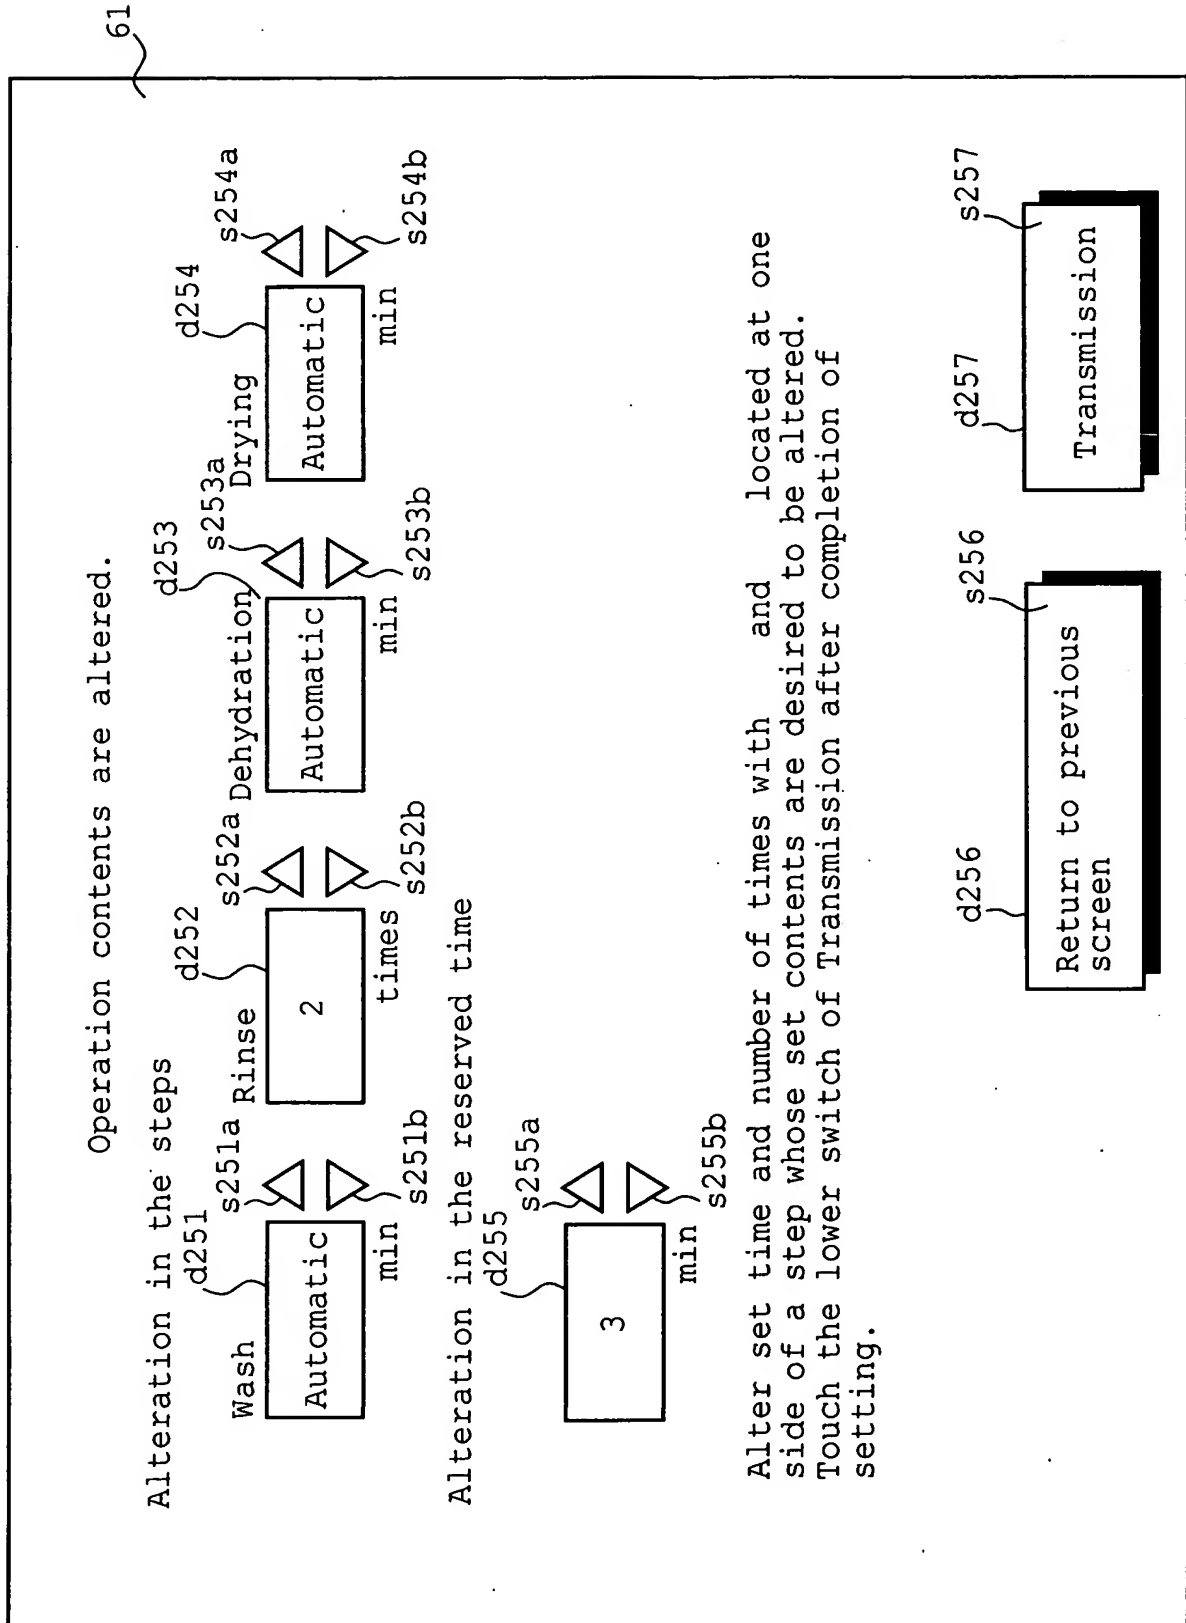 61
Operation contents are altered.
Alteration in the steps
d251 s251a d252 s252a d253 s253a d254 s254a
Wash Rinse Dehydration Drying
Automatic 2 Automatic Automatic
min s251b times s252b min s253b min s254b
Alteration in the reserved time
d255 s255a
3
min s255b
Alter set time and number of times with and located at one
side of a step whose set contents are desired to be altered.
Touch the lower switch of Transmission after completion of
setting.
d256 s256 d257 s257
Return to previous
screen
Transmission